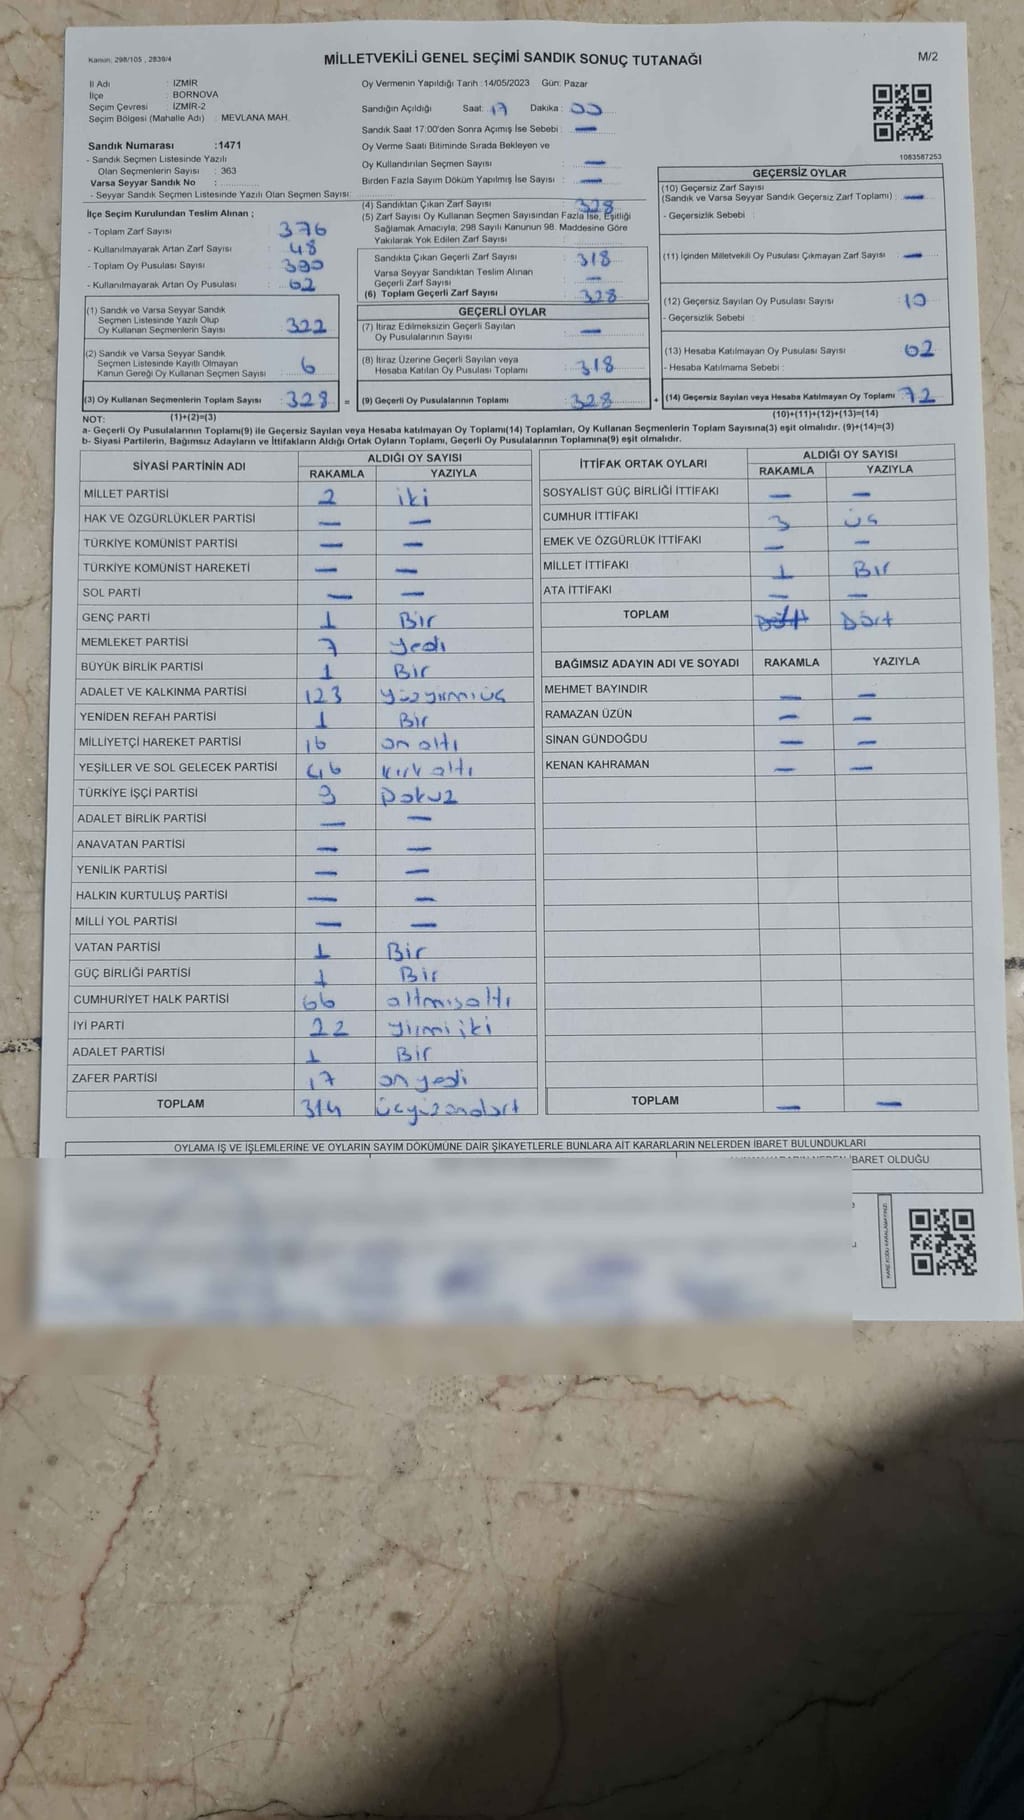 Kanun, 298/105 , 2839/4
MİLLETVEKİLİ GENEL SEÇİMİ SANDIK SONUÇ TUTANAĞI
M/2
İl Adı : İZMİR
İlçe : BORNOVA
Seçim Çevresi : İZMİR-2
Seçim Bölgesi (Mahalle Adı) : MEVLANA MAH.
Sandık Numarası :1471
- Sandık Seçmen Listesinde Yazılı
Olan Seçmenlerin Sayısı : 363
Varsa Seyyar Sandık No :
- Seyyar Sandık Seçmen Listesinde Yazılı Olan Seçmen Sayısı:
İlçe Seçim Kurulundan Teslim Alınan ;
- Toplam Zarf Sayısı : 376
- Kullanılmayarak Artan Zarf Sayısı : 48
- Toplam Oy Pusulası Sayısı :
- Kullanılmayarak Artan Oy Pusulası : 62
(1) Sandık ve Varsa Seyyar Sandık
Seçmen Listesinde Yazılı Olup
Oy Kullanan Seçmenlerin Sayısı : 322
(2) Sandık ve Varsa Seyyar Sandık
Seçmen Listesinde Kayıtlı Olmayan
Kanun Gereği Oy Kullanan Seçmen Sayısı : 6
(3) Oy Kullanan Seçmenlerin Toplam Sayısı : 328 =
(1)+(2)=(3)
Oy Vermenin Yapıldığı Tarih :14/05/2023 Gün: Pazar
Sandığın Açıldığı Saat: 17 Dakika : 00
Sandık Saat 17:00'den Sonra Açımış İse Sebebi : —
Oy Verme Saati Bitiminde Sırada Bekleyen ve
Oy Kullandırılan Seçmen Sayısı : —
Birden Fazla Sayım Döküm Yapılmış İse Sayısı : —
(4) Sandıktan Çıkan Zarf Sayısı : 328
(5) Zarf Sayısı Oy Kullanan Seçmen Sayısından Fazla İse, Eşitliği
Sağlamak Amacıyla; 298 Sayılı Kanunun 98. Maddesine Göre
Yakılarak Yok Edilen Zarf Sayısı :
Sandıkta Çıkan Geçerli Zarf Sayısı : 318
Varsa Seyyar Sandıktan Teslim Alınan
Geçerli Zarf Sayısı : —
(6) Toplam Geçerli Zarf Sayısı : 328
GEÇERLİ OYLAR
(7) İtiraz Edilmeksizin Geçerli Sayılan
Oy Pusulalarının Sayısı : —
(8) İtiraz Üzerine Geçerli Sayılan veya
Hesaba Katılan Oy Pusulası Toplamı : 318
(9) Geçerli Oy Pusulalarının Toplamı : 328 +
1083587253
GEÇERSİZ OYLAR
(10) Geçersiz Zarf Sayısı
(Sandık ve Varsa Seyyar Sandık Geçersiz Zarf Toplamı) : —
- Geçersizlik Sebebi :
(11) İçinden Milletvekili Oy Pusulası Çıkmayan Zarf Sayısı : —
(12) Geçersiz Sayılan Oy Pusulası Sayısı : 10
- Geçersizlik Sebebi :
(13) Hesaba Katılmayan Oy Pusulası Sayısı : 62
- Hesaba Katılmama Sebebi :
(14) Geçersiz Sayılan veya Hesaba Katılmayan Oy Toplamı : 72
(10)+(11)+(12)+(13)=(14)
NOT:
a- Geçerli Oy Pusulalarının Toplamı(9) ile Geçersiz Sayılan veya Hesaba katılmayan Oy Toplamı(14) Toplamları, Oy Kullanan Seçmenlerin Toplam Sayısına(3) eşit olmalıdır. (9)+(14)=(3)
b- Siyasi Partilerin, Bağımsız Adayların ve İttifakların Aldığı Ortak Oyların Toplamı, Geçerli Oy Pusulalarının Toplamına(9) eşit olmalıdır.
SİYASİ PARTİNİN ADI ALDIĞI OY SAYISI
RAKAMLA YAZIYLA
MİLLET PARTİSİ 2 iki
HAK VE ÖZGÜRLÜKLER PARTİSİ — —
TÜRKİYE KOMÜNİST PARTİSİ — —
TÜRKİYE KOMÜNİST HAREKETİ — —
SOL PARTİ — —
GENÇ PARTİ 1 Bir
MEMLEKET PARTİSİ 7 yedi
BÜYÜK BİRLİK PARTİSİ 1 Bir
ADALET VE KALKINMA PARTİSİ 123 yüzyirmiüç
YENİDEN REFAH PARTİSİ 1 Bir
MİLLİYETÇİ HAREKET PARTİSİ 16 on altı
YEŞİLLER VE SOL GELECEK PARTİSİ 46 kırk altı
TÜRKİYE İŞÇİ PARTİSİ 9 Dokuz
ADALET BİRLİK PARTİSİ — —
ANAVATAN PARTİSİ — —
YENİLİK PARTİSİ — —
HALKIN KURTULUŞ PARTİSİ — —
MİLLİ YOL PARTİSİ — —
VATAN PARTİSİ 1 Bir
GÜÇ BİRLİĞİ PARTİSİ 1 Bir
CUMHURİYET HALK PARTİSİ 66 altmışaltı
İYİ PARTİ 22 yirmi iki
ADALET PARTİSİ 1 Bir
ZAFER PARTİSİ 17 on yedi
TOPLAM 314 üçyüzondört
İTTİFAK ORTAK OYLARI ALDIĞI OY SAYISI
RAKAMLA YAZIYLA
SOSYALİST GÜÇ BİRLİĞİ İTTİFAKI — —
CUMHUR İTTİFAKI 3 üç
EMEK VE ÖZGÜRLÜK İTTİFAKI — —
MİLLET İTTİFAKI 1 Bir
ATA İTTİFAKI — —
TOPLAM Dört
BAĞIMSIZ ADAYIN ADI VE SOYADI RAKAMLA YAZIYLA
MEHMET BAYINDIR — —
RAMAZAN ÜZÜN — —
SİNAN GÜNDOĞDU — —
KENAN KAHRAMAN — —
TOPLAM — —
OYLAMA İŞ VE İŞLEMLERİNE VE OYLARIN SAYIM DÖKÜMÜNE DAİR ŞİKAYETLERLE BUNLARA AİT KARARLARIN NELERDEN İBARET BULUNDUKLARI
İBARET OLDUĞU
KARE KODU KARALAMAYINIZ!